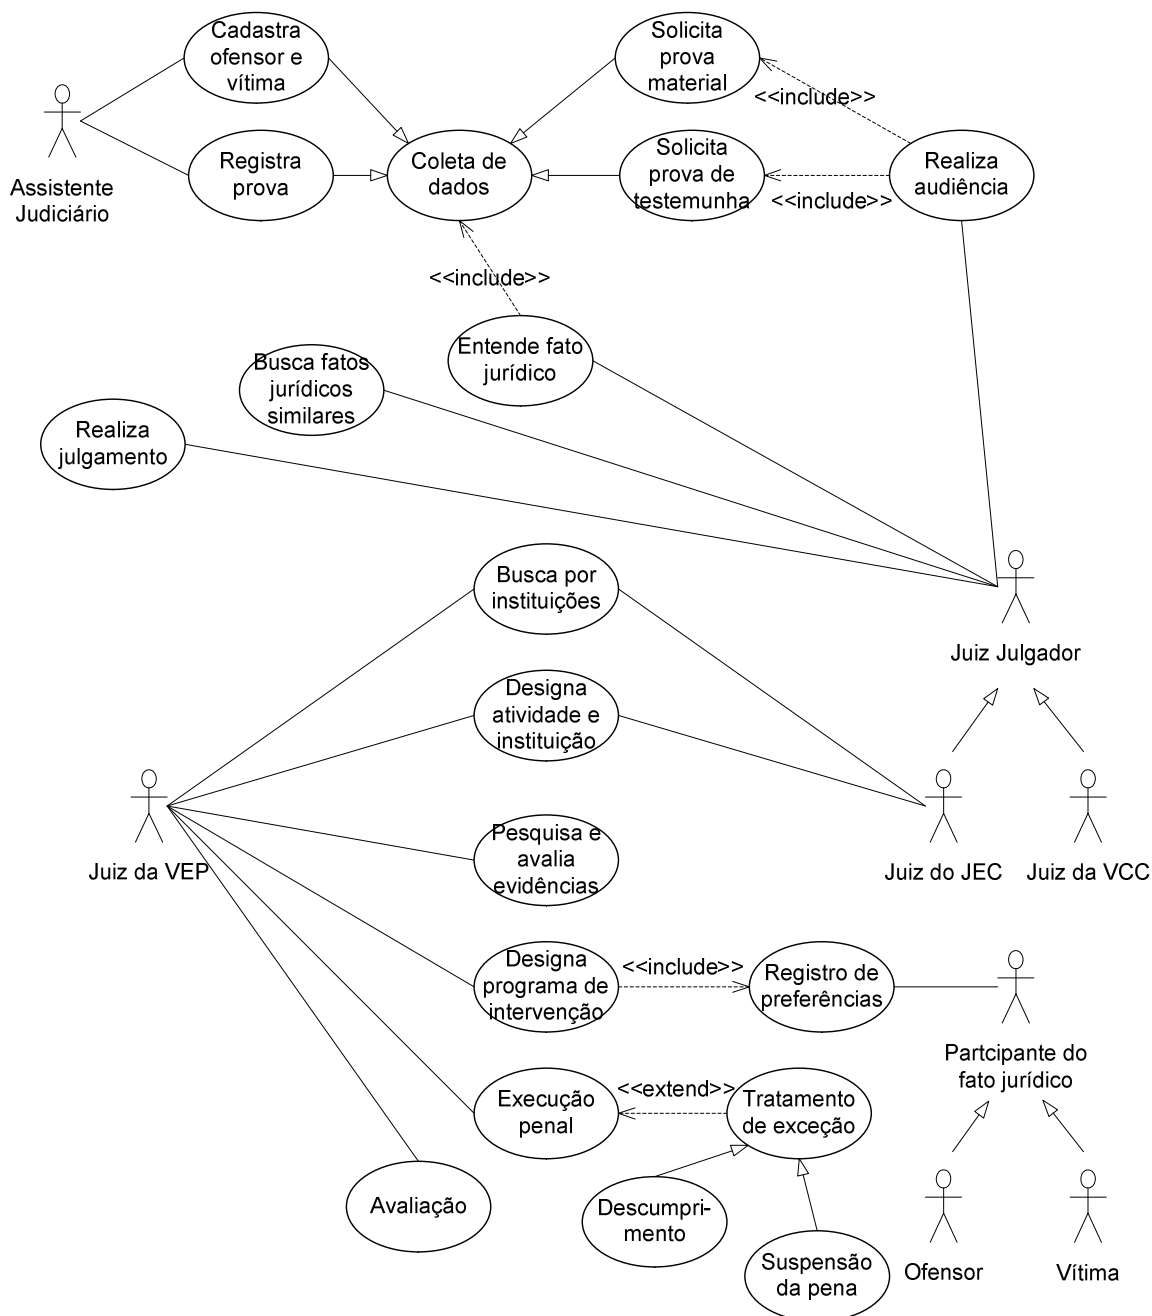 Cadastra
ofensor e
vítima
Solicita
prova
material
<<include>>
Assistente
Judiciário
Registra
prova
Coleta de
dados
Solicita
prova de
testemunha
<<include>>
Realiza
audiência
<<include>>
Entende fato
jurídico
Busca fatos
jurídicos
similares
Realiza
julgamento
Busca por
instituições
Juiz Julgador
Designa
atividade e
instituição
Juiz da VEP
Pesquisa e
avalia
evidências
Juiz do JEC
Juiz da VCC
Designa
programa de
intervenção
<<include>>
Registro de
preferências
Partcipante do
fato jurídico
Execução
penal
<<extend>>
Tratamento
de exceção
Avaliação
Descumpri-
mento
Suspensão
da pena
Ofensor
Vítima